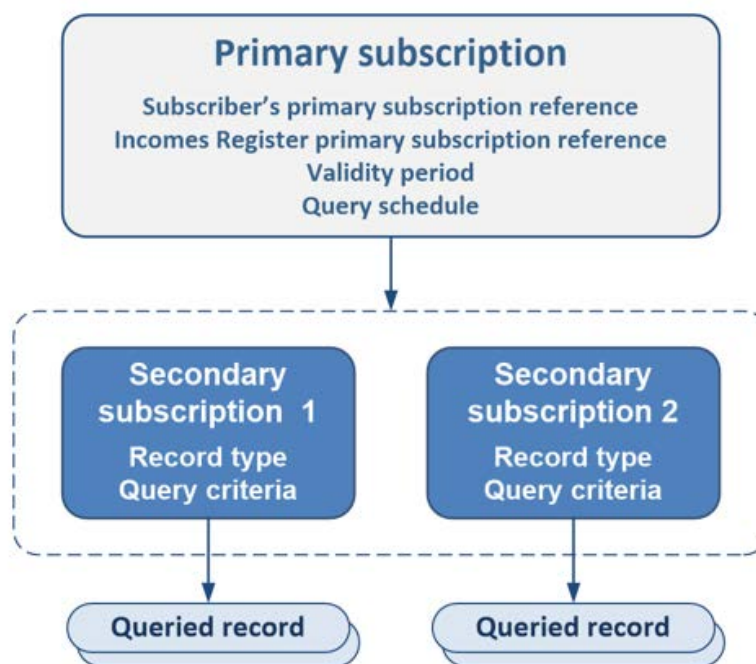 Primary subscription
Subscriber's primary subscription reference
Incomes Register primary subscription reference
Validity period
Query schedule
Secondary
subscription 1
Record type
Query criteria
Secondary
subscription 2
Record type
Query criteria
Queried record
Queried record